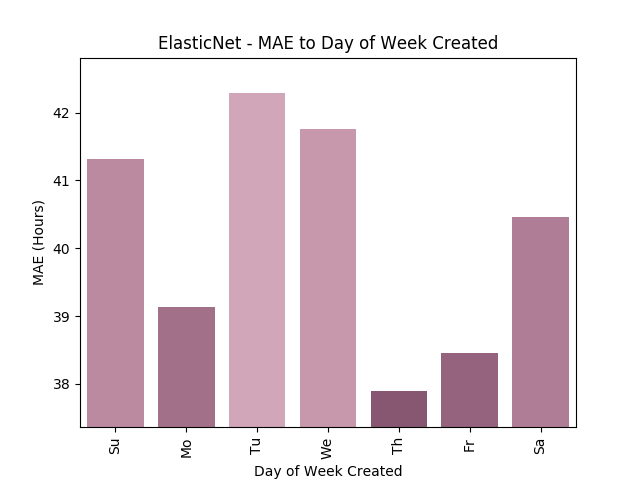 ElasticNet - MAE to Day of Week Created
42
41
40
39
38
MAE (Hours)
Su
Mo
Tu
We
Th
Fr
Sa
Day of Week Created